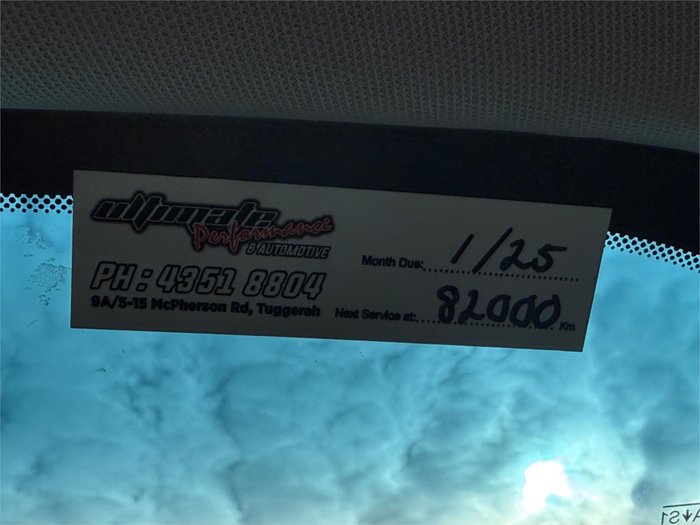 ultimate
Performance
& AUTOMOTIVE
PH: 4351 8804
9A/5-15 McPherson Rd, Tuggerah
Month Due: 1/25
Next Service at: 82000 Km